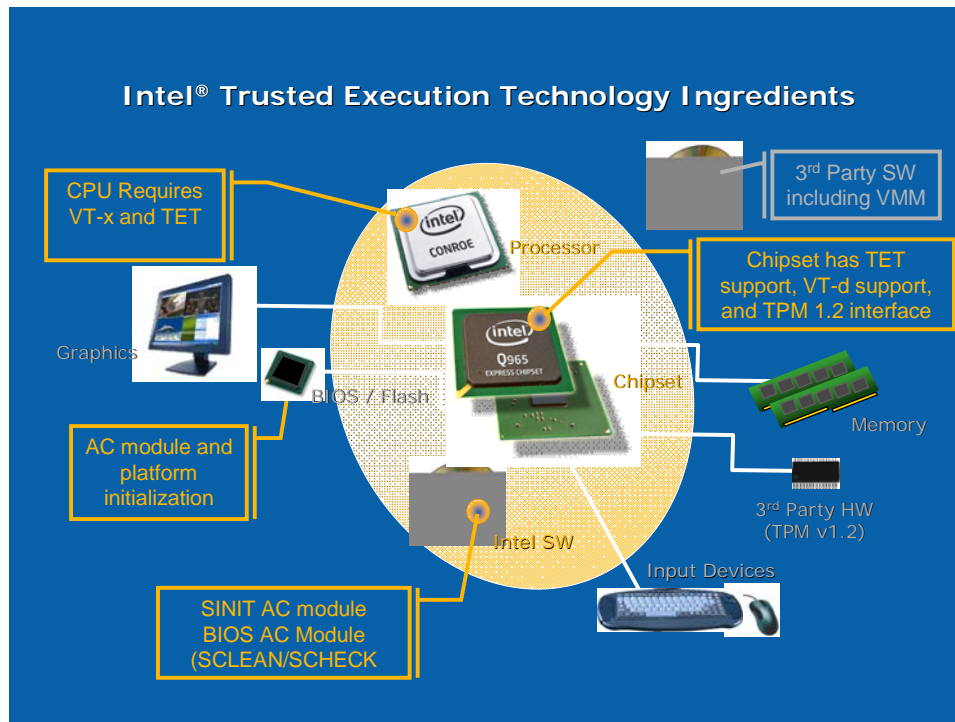 Intel® Trusted Execution Technology Ingredients
CPU Requires
VT-x and TET
3rd Party SW
including VMM
intel
CONROE
Processor
Chipset has TET
support, VT-d support,
and TPM 1.2 interface
Graphics
intel
Q965
EXPRESS CHIPSET
Chipset
BIOS / Flash
Memory
AC module and
platform
initialization
3rd Party HW
(TPM v1.2)
Intel SW
Input Devices
SINIT AC module
BIOS AC Module
(SCLEAN/SCHECK